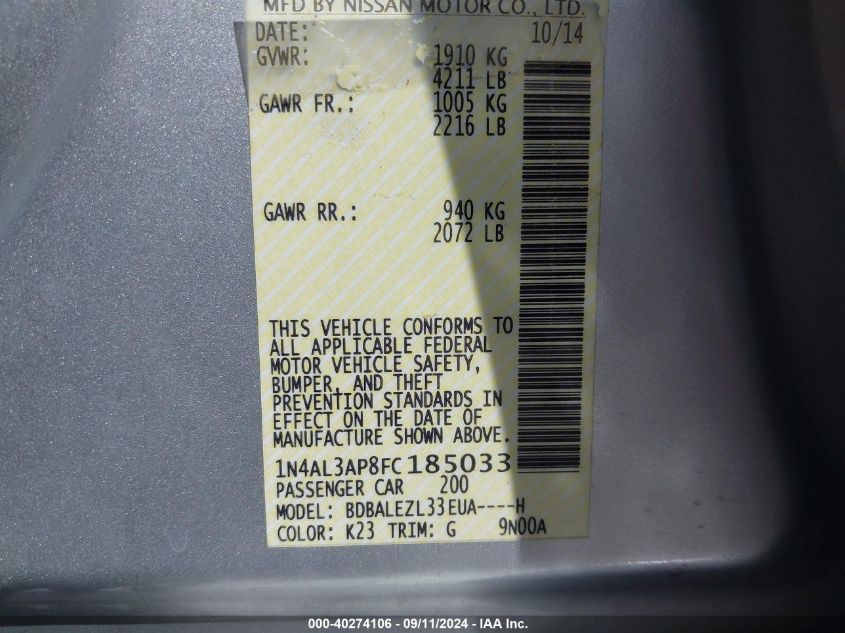 MFD BY NISSAN MOTOR CO., LTD.
DATE: 10/14
GVWR: 1910 KG
4211 LB
GAWR FR.: 1005 KG
2216 LB
GAWR RR.: 940 KG
2072 LB
THIS VEHICLE CONFORMS TO
ALL APPLICABLE FEDERAL
MOTOR VEHICLE SAFETY,
BUMPER, AND THEFT
PREVENTION STANDARDS IN
EFFECT ON THE DATE OF
MANUFACTURE SHOWN ABOVE.
1N4AL3AP8FC185033
PASSENGER CAR 200
MODEL: BDBALEZL33EUA----H
COLOR: K23 TRIM: G 9N00A
000-40274106 - 09/11/2024 - IAA Inc.